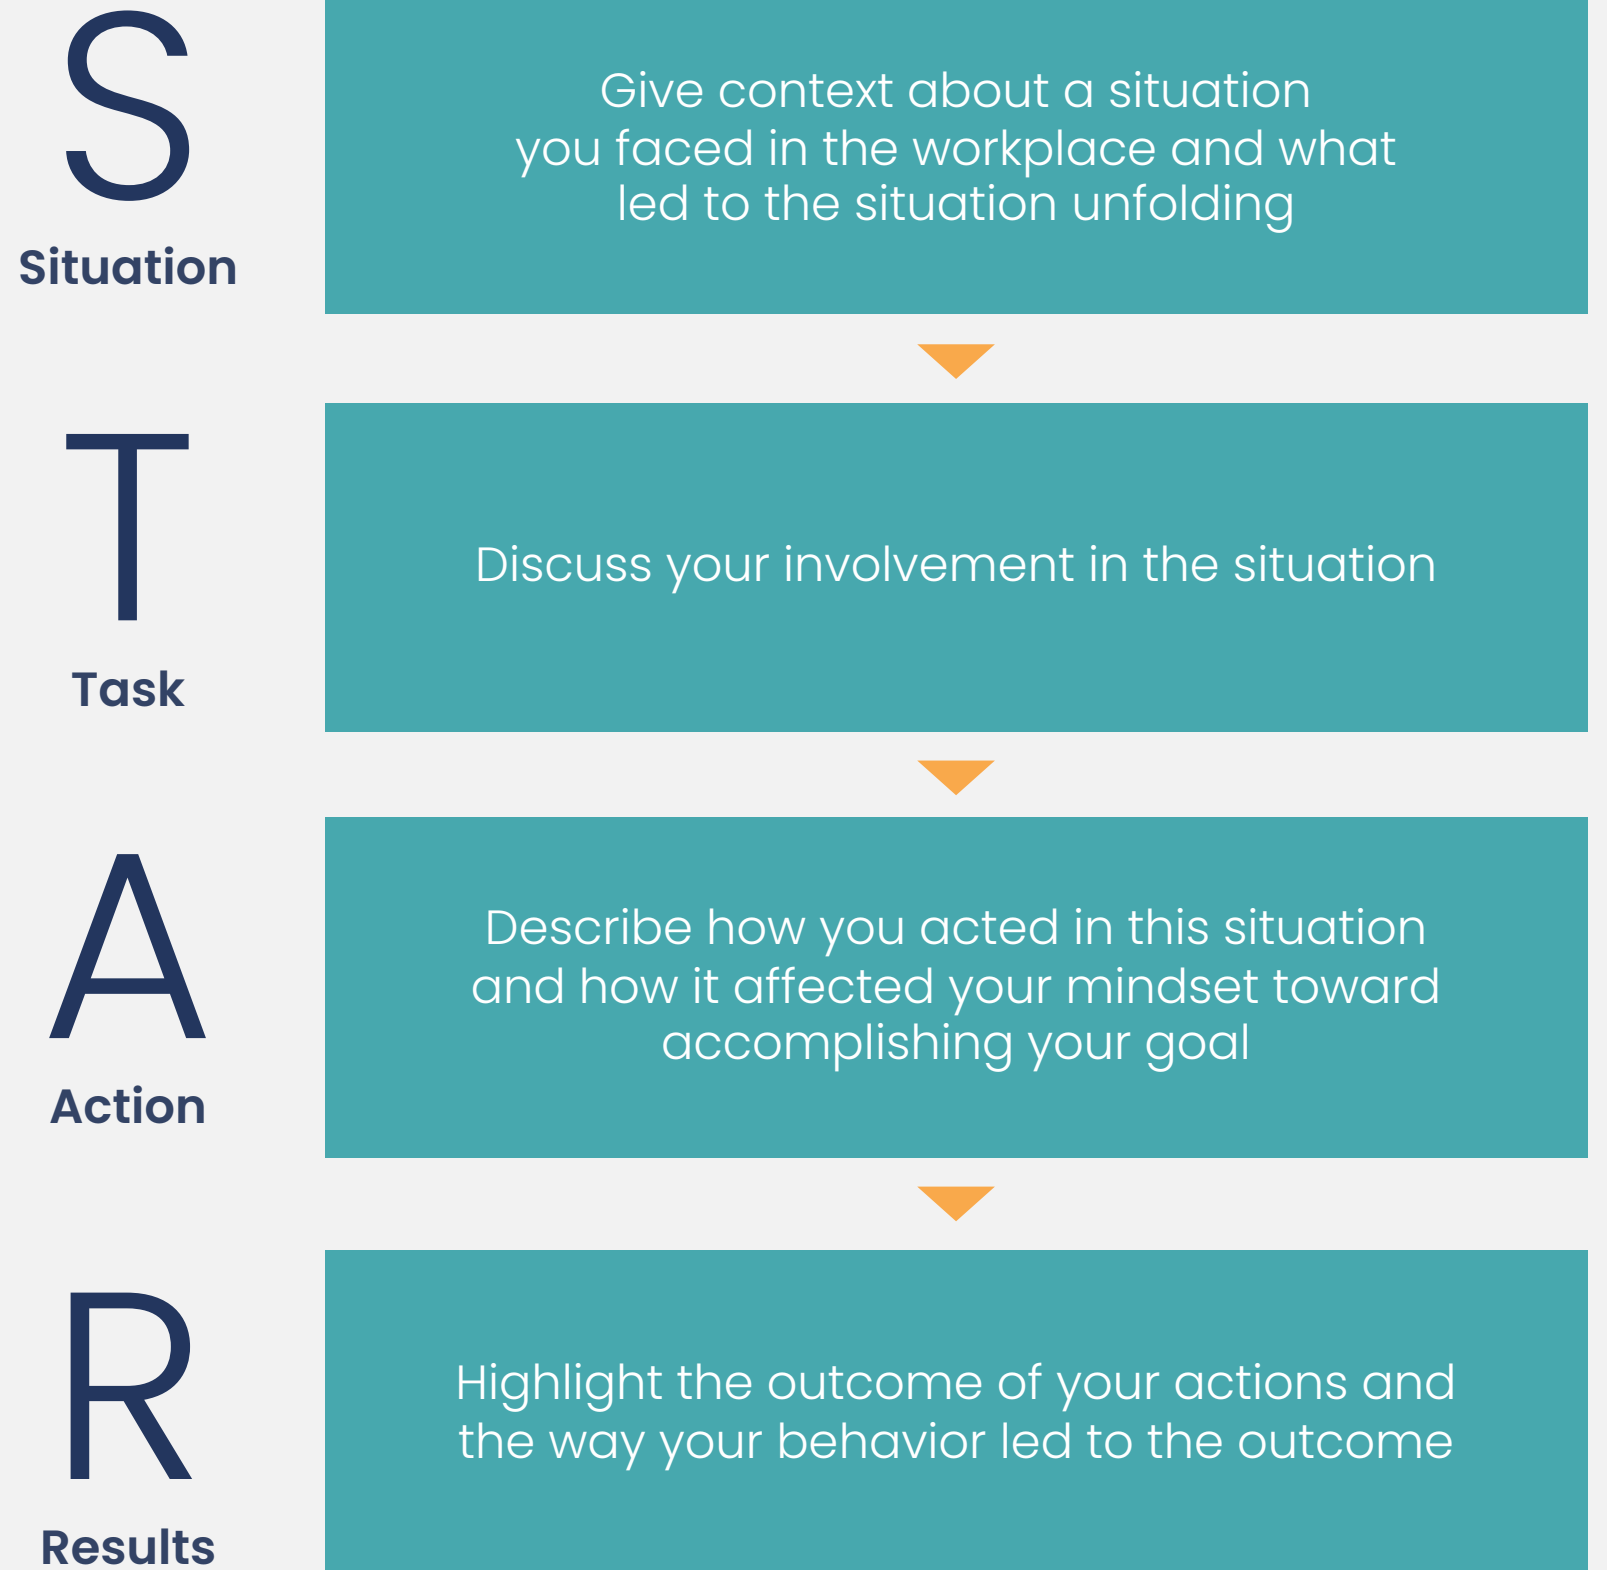 S
Situation
Give context about a situation
you faced in the workplace and what
led to the situation unfolding
T
Task
Discuss your involvement in the situation
A
Action
Describe how you acted in this situation
and how it affected your mindset toward
accomplishing your goal
R
Results
Highlight the outcome of your actions and
the way your behavior led to the outcome